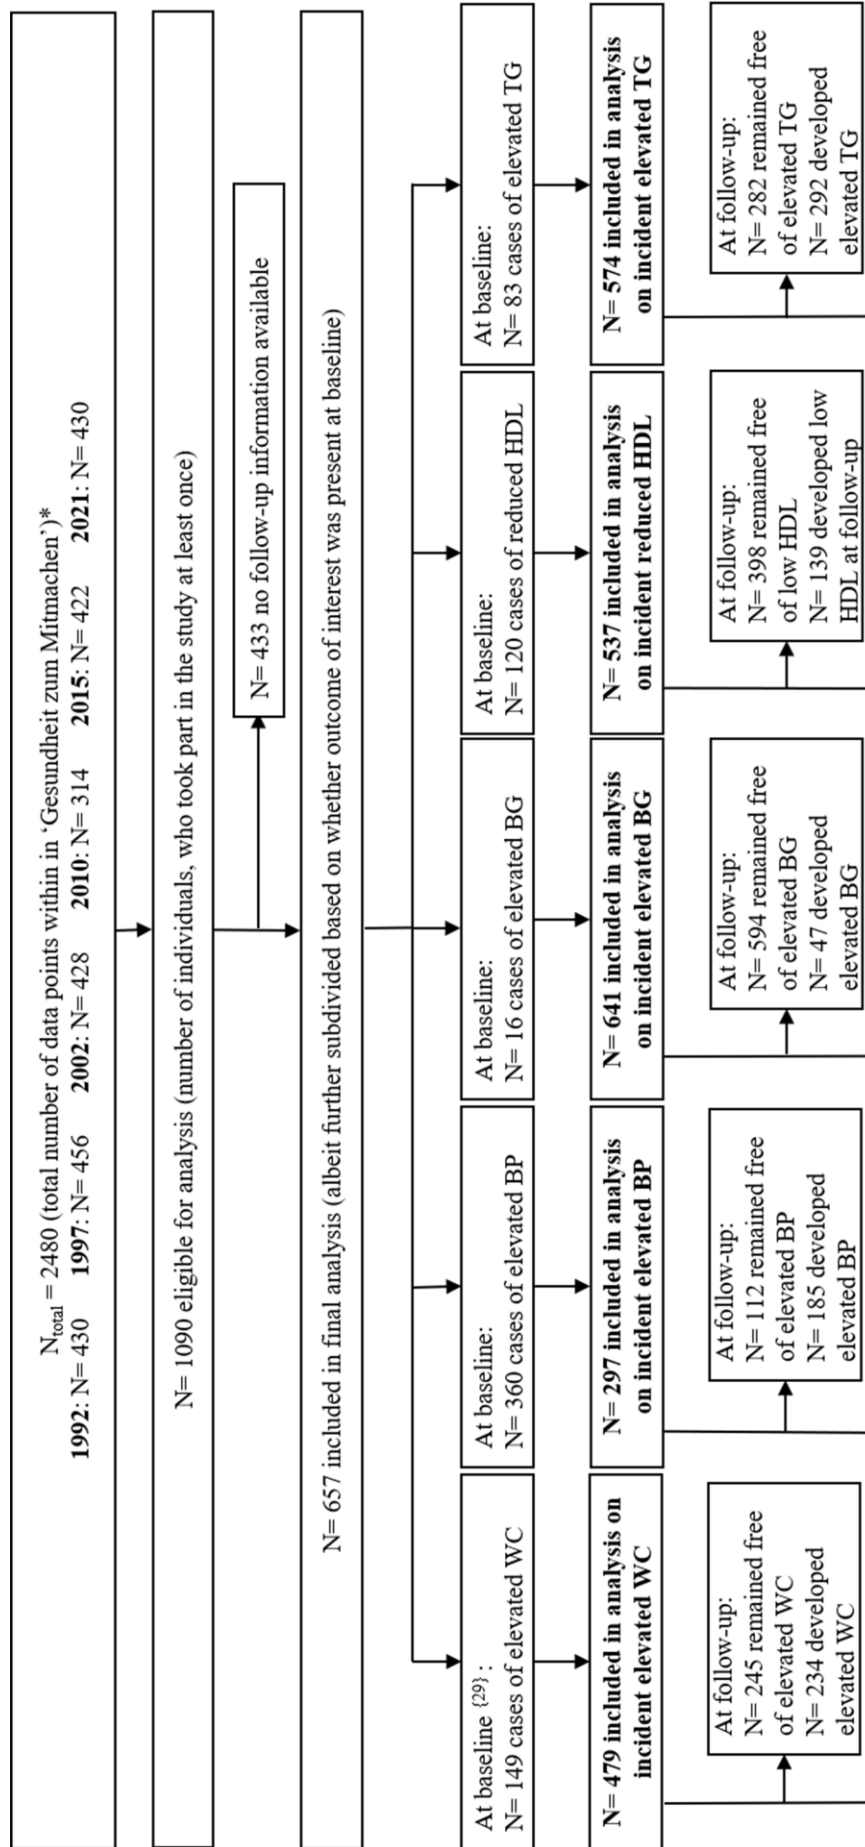 N_total = 2480 (total number of data points within in ‘Gesundheit zum Mitmachen’)*
1992: N= 430 1997: N= 456 2002: N= 428 2010: N= 314 2015: N= 422 2021: N= 430
N= 1090 eligible for analysis (number of individuals, who took part in the study at least once)
N= 433 no follow-up information available
N= 657 included in final analysis (albeit further subdivided based on whether outcome of interest was present at baseline)
At baseline {29} :
N= 149 cases of elevated WC
At baseline:
N= 360 cases of elevated BP
At baseline:
N= 16 cases of elevated BG
At baseline:
N= 120 cases of reduced HDL
At baseline:
N= 83 cases of elevated TG
N= 479 included in analysis on
incident elevated WC
N= 297 included in analysis
on incident elevated BP
N= 641 included in analysis
on incident elevated BG
N= 537 included in analysis
on incident reduced HDL
N= 574 included in analysis
on incident elevated TG
At follow-up:
N= 245 remained free
of elevated WC
N= 234 developed
elevated WC
At follow-up:
N= 112 remained free
of elevated BP
N= 185 developed
elevated BP
At follow-up:
N= 594 remained free
of elevated BG
N= 47 developed
elevated BG
At follow-up:
N= 398 remained free
of low HDL
N= 139 developed low
HDL at follow-up
At follow-up:
N= 282 remained free
of elevated TG
N= 292 developed
elevated TG